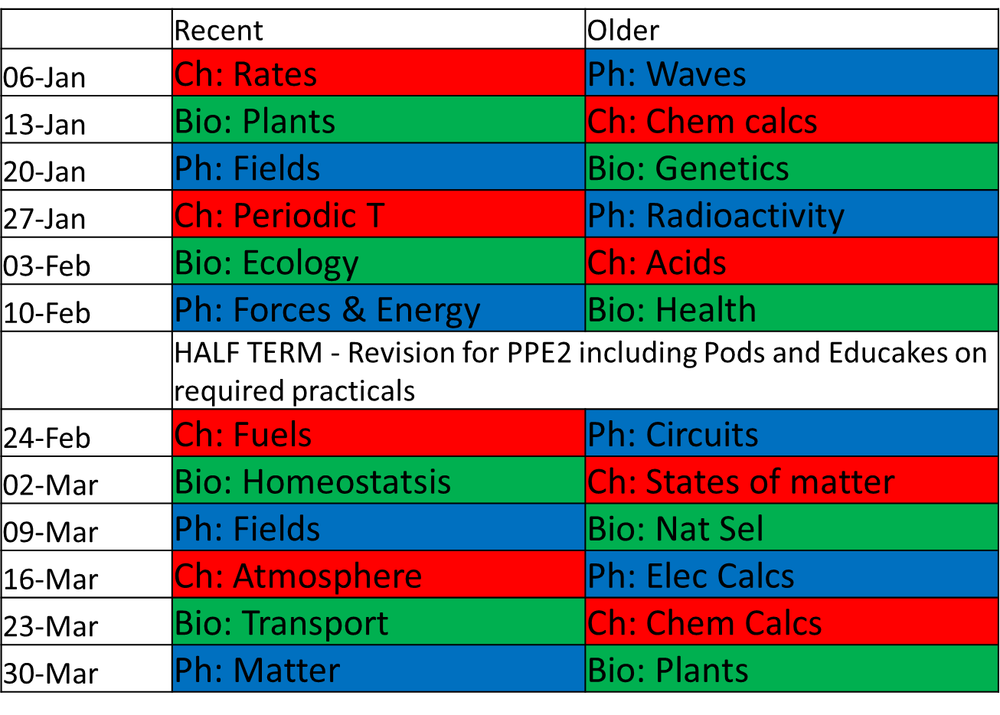 Recent Older
06-Jan Ch: Rates Ph: Waves
13-Jan Bio: Plants Ch: Chem calcs
20-Jan Ph: Fields Bio: Genetics
27-Jan Ch: Periodic T Ph: Radioactivity
03-Feb Bio: Ecology Ch: Acids
10-Feb Ph: Forces & Energy Bio: Health
HALF TERM - Revision for PPE2 including Pods and Educakes on
required practicals
24-Feb Ch: Fuels Ph: Circuits
02-Mar Bio: Homeostatsis Ch: States of matter
09-Mar Ph: Fields Bio: Nat Sel
16-Mar Ch: Atmosphere Ph: Elec Calcs
23-Mar Bio: Transport Ch: Chem Calcs
30-Mar Ph: Matter Bio: Plants